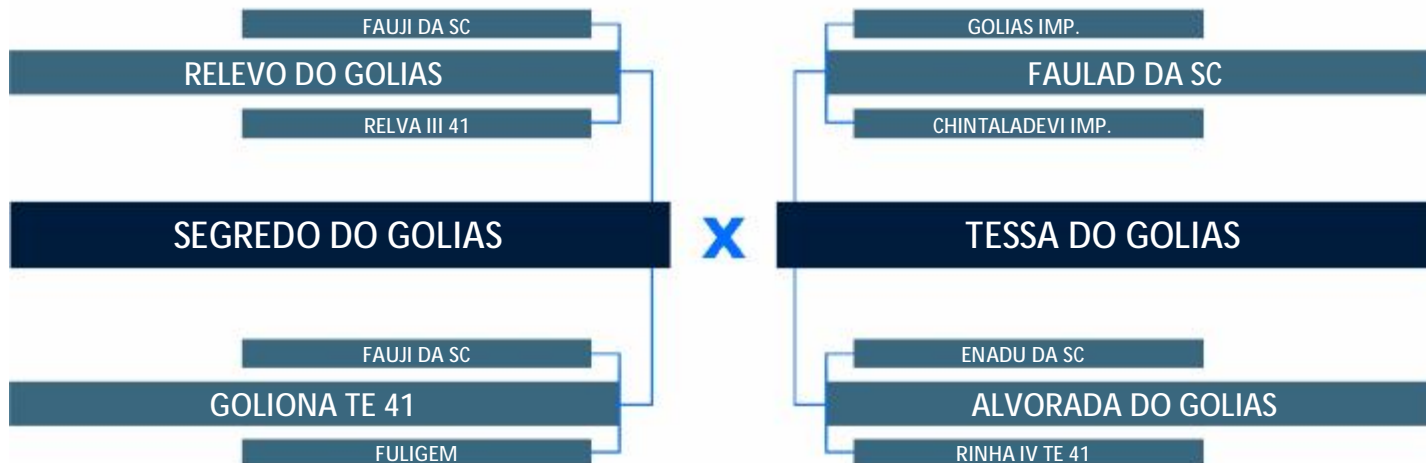 FAUJI DA SC
RELEVO DO GOLIAS
RELVA III 41
SEGREDO DO GOLIAS
FAUJI DA SC
GOLIONA TE 41
FULIGEM
X
GOLIAS IMP.
FAULAD DA SC
CHINTALADEVI IMP.
TESSA DO GOLIAS
ENADU DA SC
ALVORADA DO GOLIAS
RINHA IV TE 41